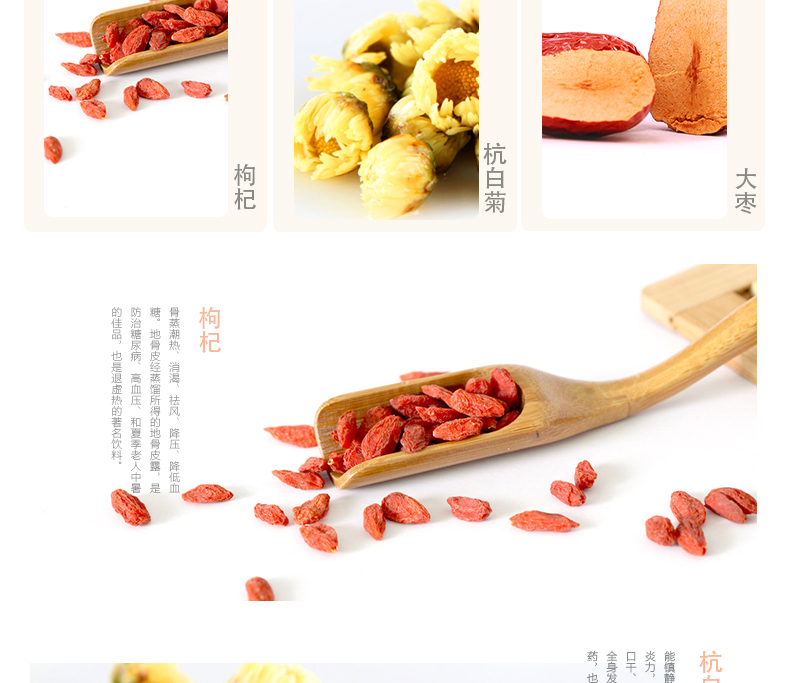 枸杞
杭白菊
大枣
枸杞
骨蒸潮热、消渴，祛风、降压、降低血
糖。地骨皮经蒸馏所得的地骨皮露，是
防治糖尿病、高血压、和夏季老人中暑
的佳品，也是退虚热的著名饮料。
杭白
能镇静
炎力，
口干、
全身发
药，也